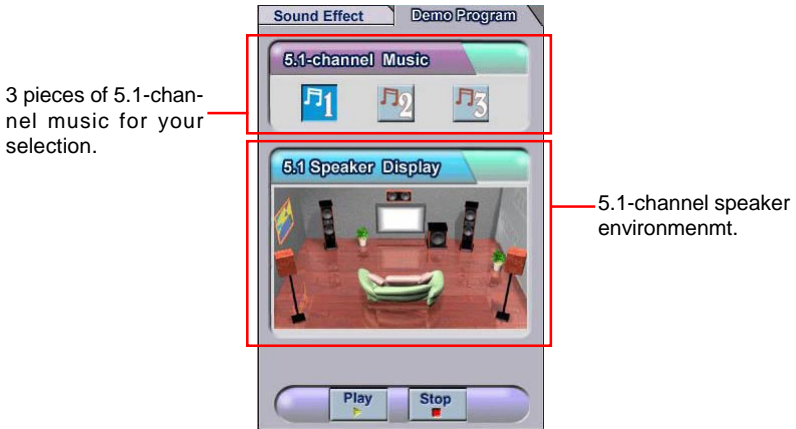 Sound Effect
Demo Program
5.1-channel Music
1
2
3
3 pieces of 5.1-chan-
nel music for your
selection.
5.1 Speaker Display
5.1-channel speaker
environmenmt.
Play
Stop